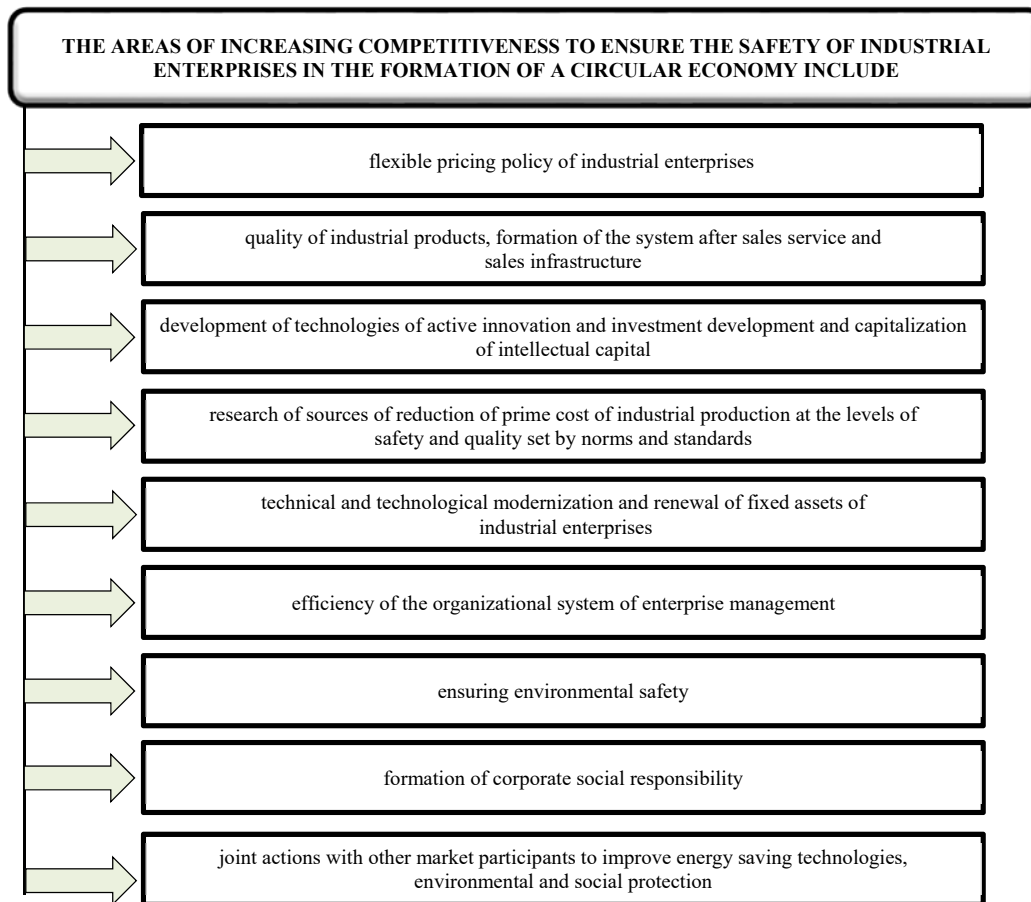 THE AREAS OF INCREASING COMPETITIVENESS TO ENSURE THE SAFETY OF INDUSTRIAL
ENTERPRISES IN THE FORMATION OF A CIRCULAR ECONOMY INCLUDE
flexible pricing policy of industrial enterprises
quality of industrial products, formation of the system after sales service and
sales infrastructure
development of technologies of active innovation and investment development and capitalization
of intellectual capital
research of sources of reduction of prime cost of industrial production at the levels of
safety and quality set by norms and standards
technical and technological modernization and renewal of fixed assets of
industrial enterprises
efficiency of the organizational system of enterprise management
ensuring environmental safety
formation of corporate social responsibility
joint actions with other market participants to improve energy saving technologies,
environmental and social protection